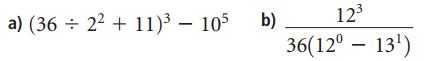 a) (36 ÷ 2² + 11)³ − 10⁵ b) 12³
36(12⁰ − 13¹)